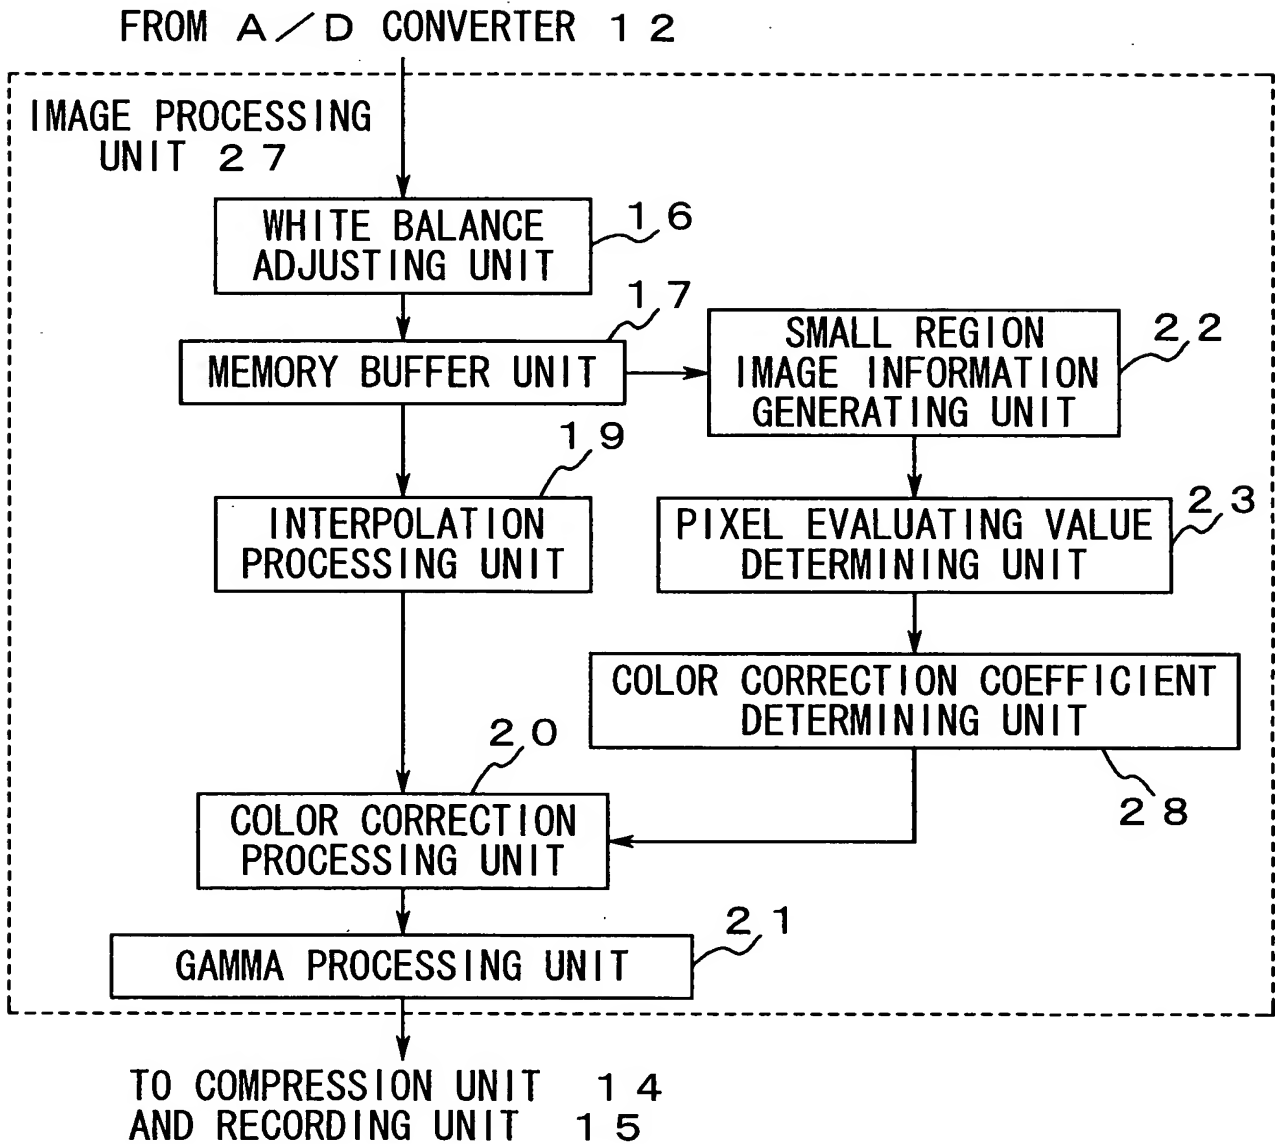 FROM A/D CONVERTER 12
IMAGE PROCESSING
UNIT 27
WHITE BALANCE
ADJUSTING UNIT
16
MEMORY BUFFER UNIT
17
SMALL REGION
IMAGE INFORMATION
GENERATING UNIT
22
INTERPOLATION
PROCESSING UNIT
19
PIXEL EVALUATING VALUE
DETERMINING UNIT
23
COLOR CORRECTION COEFFICIENT
DETERMINING UNIT
28
COLOR CORRECTION
PROCESSING UNIT
20
GAMMA PROCESSING UNIT
21
TO COMPRESSION UNIT 14
AND RECORDING UNIT 15